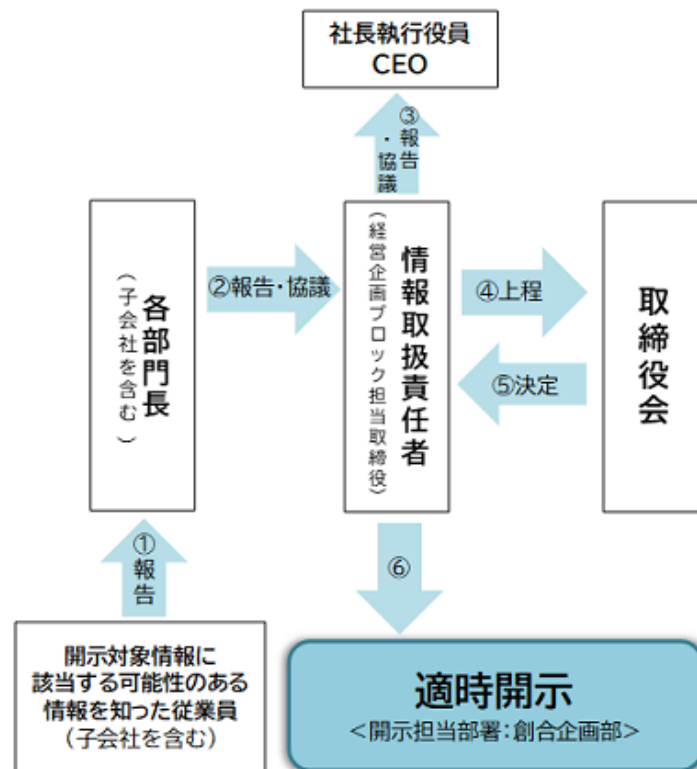 社長執行役員
CEO
③報告
・協議
各部門長
(子会社を含む)
②報告・協議
情報取扱責任者
(経営企画ブロック担当取締役)
④上程
⑤決定
取締役会
①報告
⑥
開示対象情報に
該当する可能性のある
情報を知った従業員
(子会社を含む)
適時開示
<開示担当部署:創合企画部>